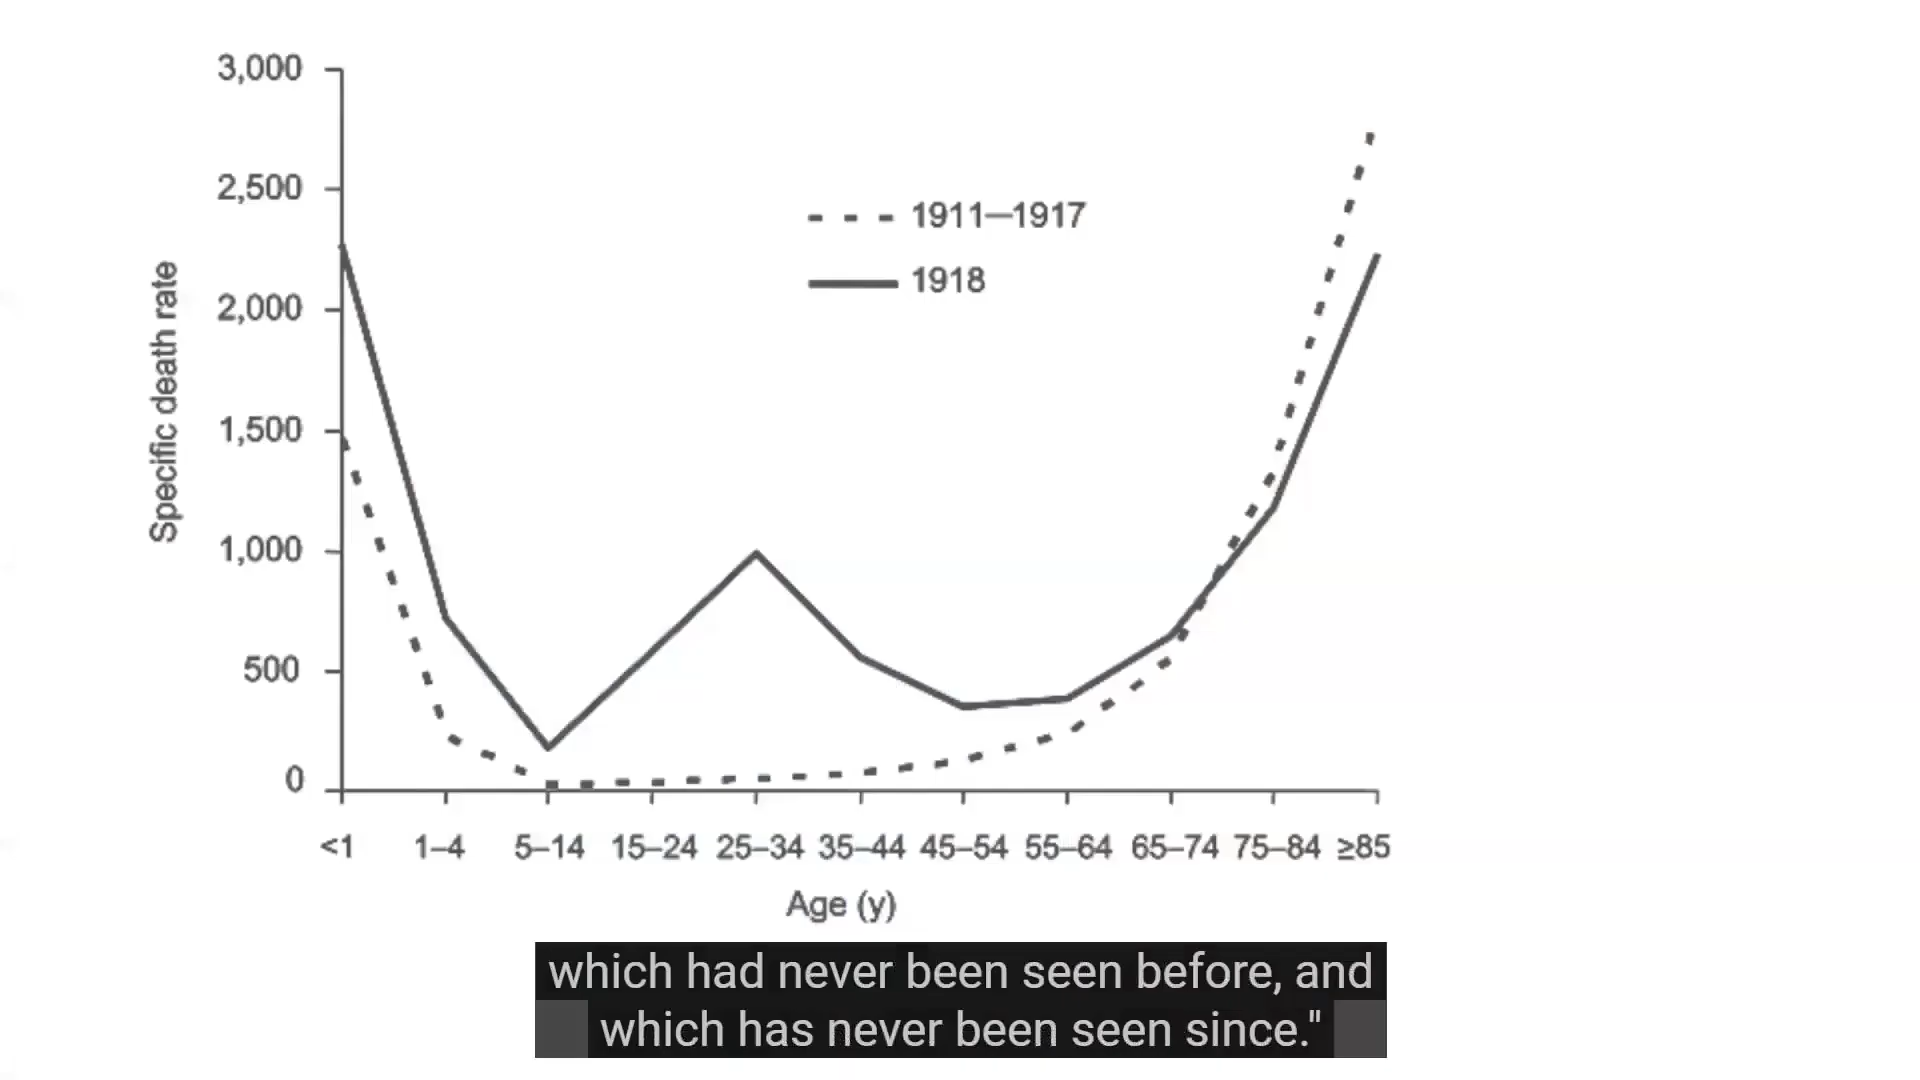 3,000
2,500
2,000
1,500
1,000
500
0
Specific death rate
1911—1917
1918
<1 1–4 5–14 15–24 25–34 35–44 45–54 55–64 65–74 75–84 ≥85
Age (y)
which had never been seen before, and
which has never been seen since."